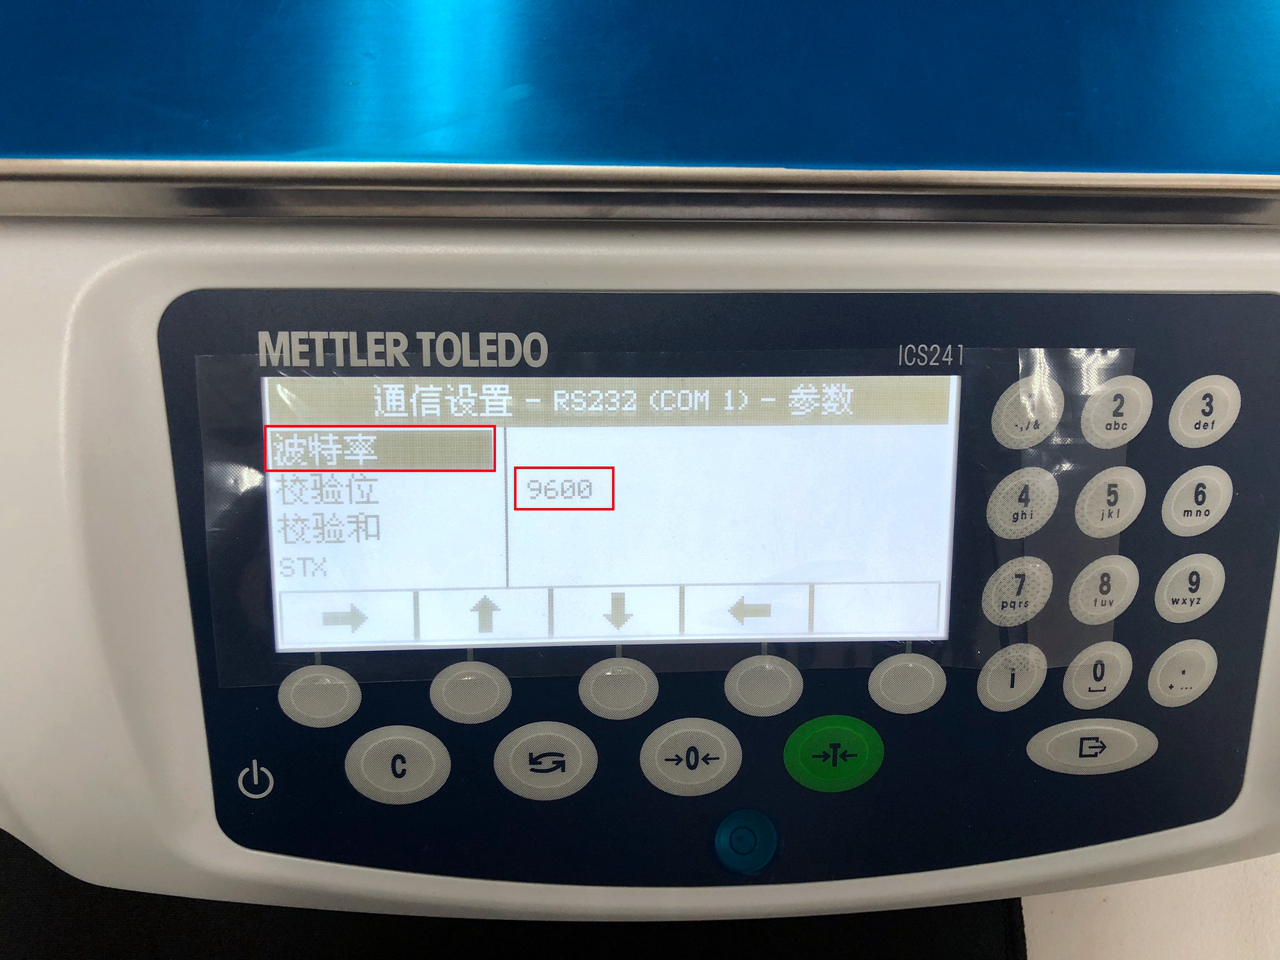 METTLER TOLEDO
ICS241
通信设置 - RS232 (COM 1) - 参数
波特率
校验位
9600
校验和
STX
1
.,/&
2
abc
3
def
4
ghi
5
jkl
6
mno
7
pqrs
8
tuv
9
wxyz
i
0
.
+ ...
C
→0←
→T←